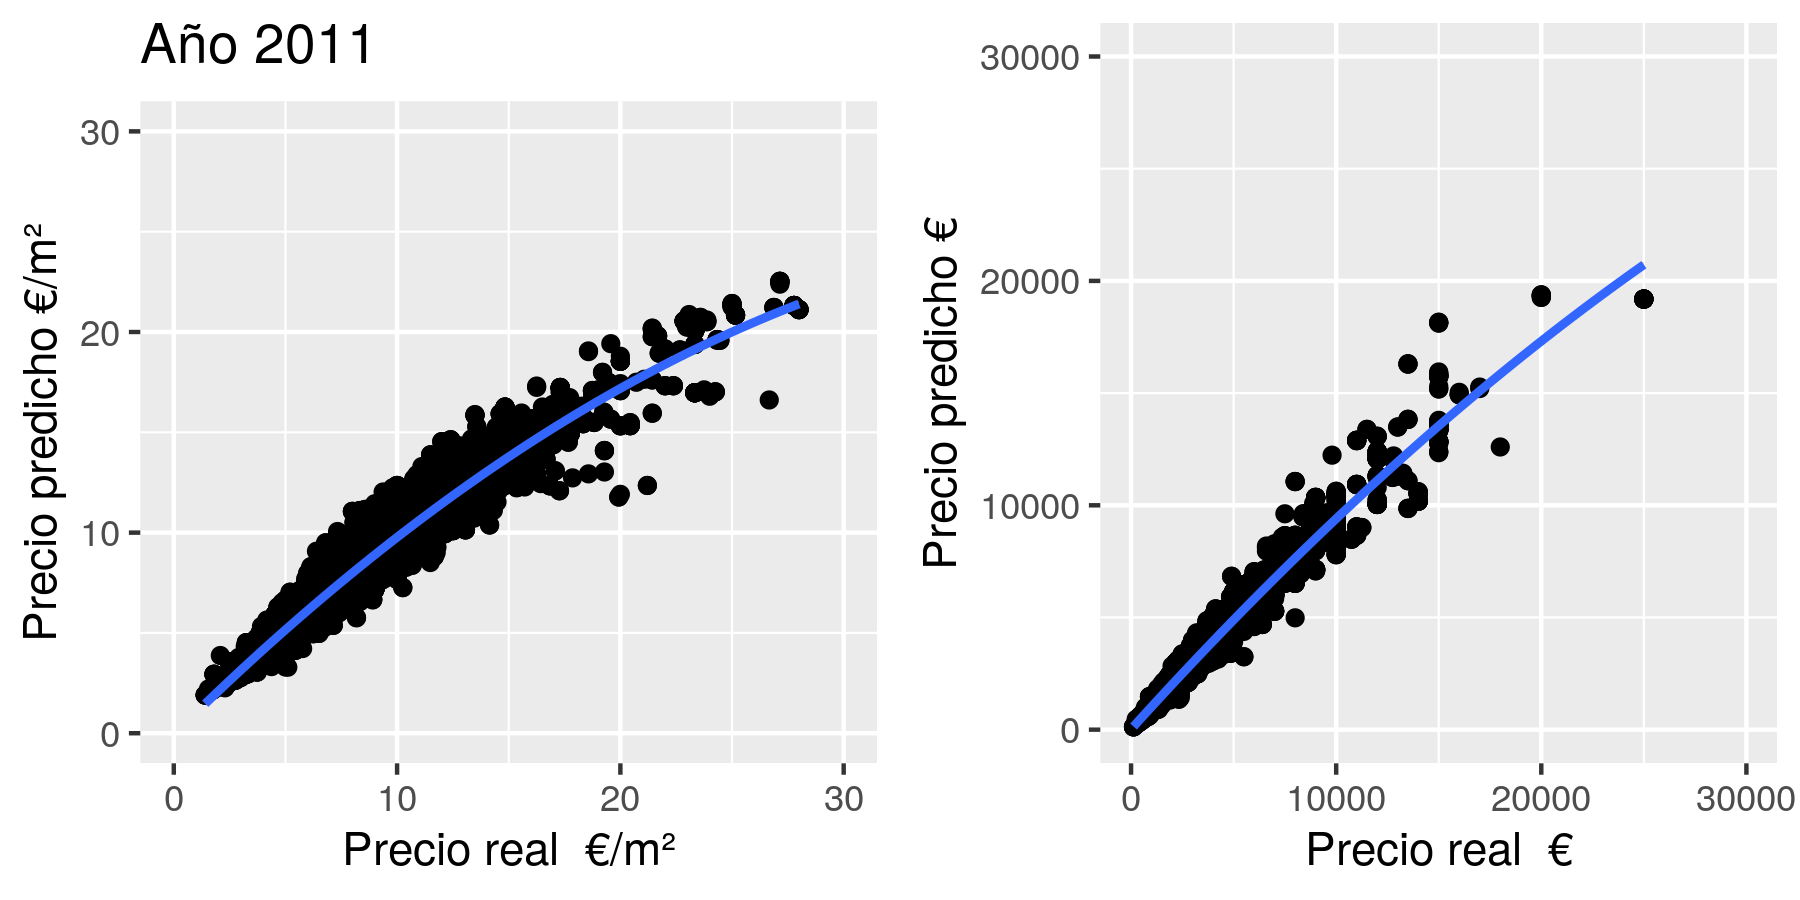 Año 2011
Precio predicho €/m²
30
20
10
0
0 10 20 30
Precio real €/m²
Precio predicho €
30000
20000
10000
0
0 10000 20000 30000
Precio real €